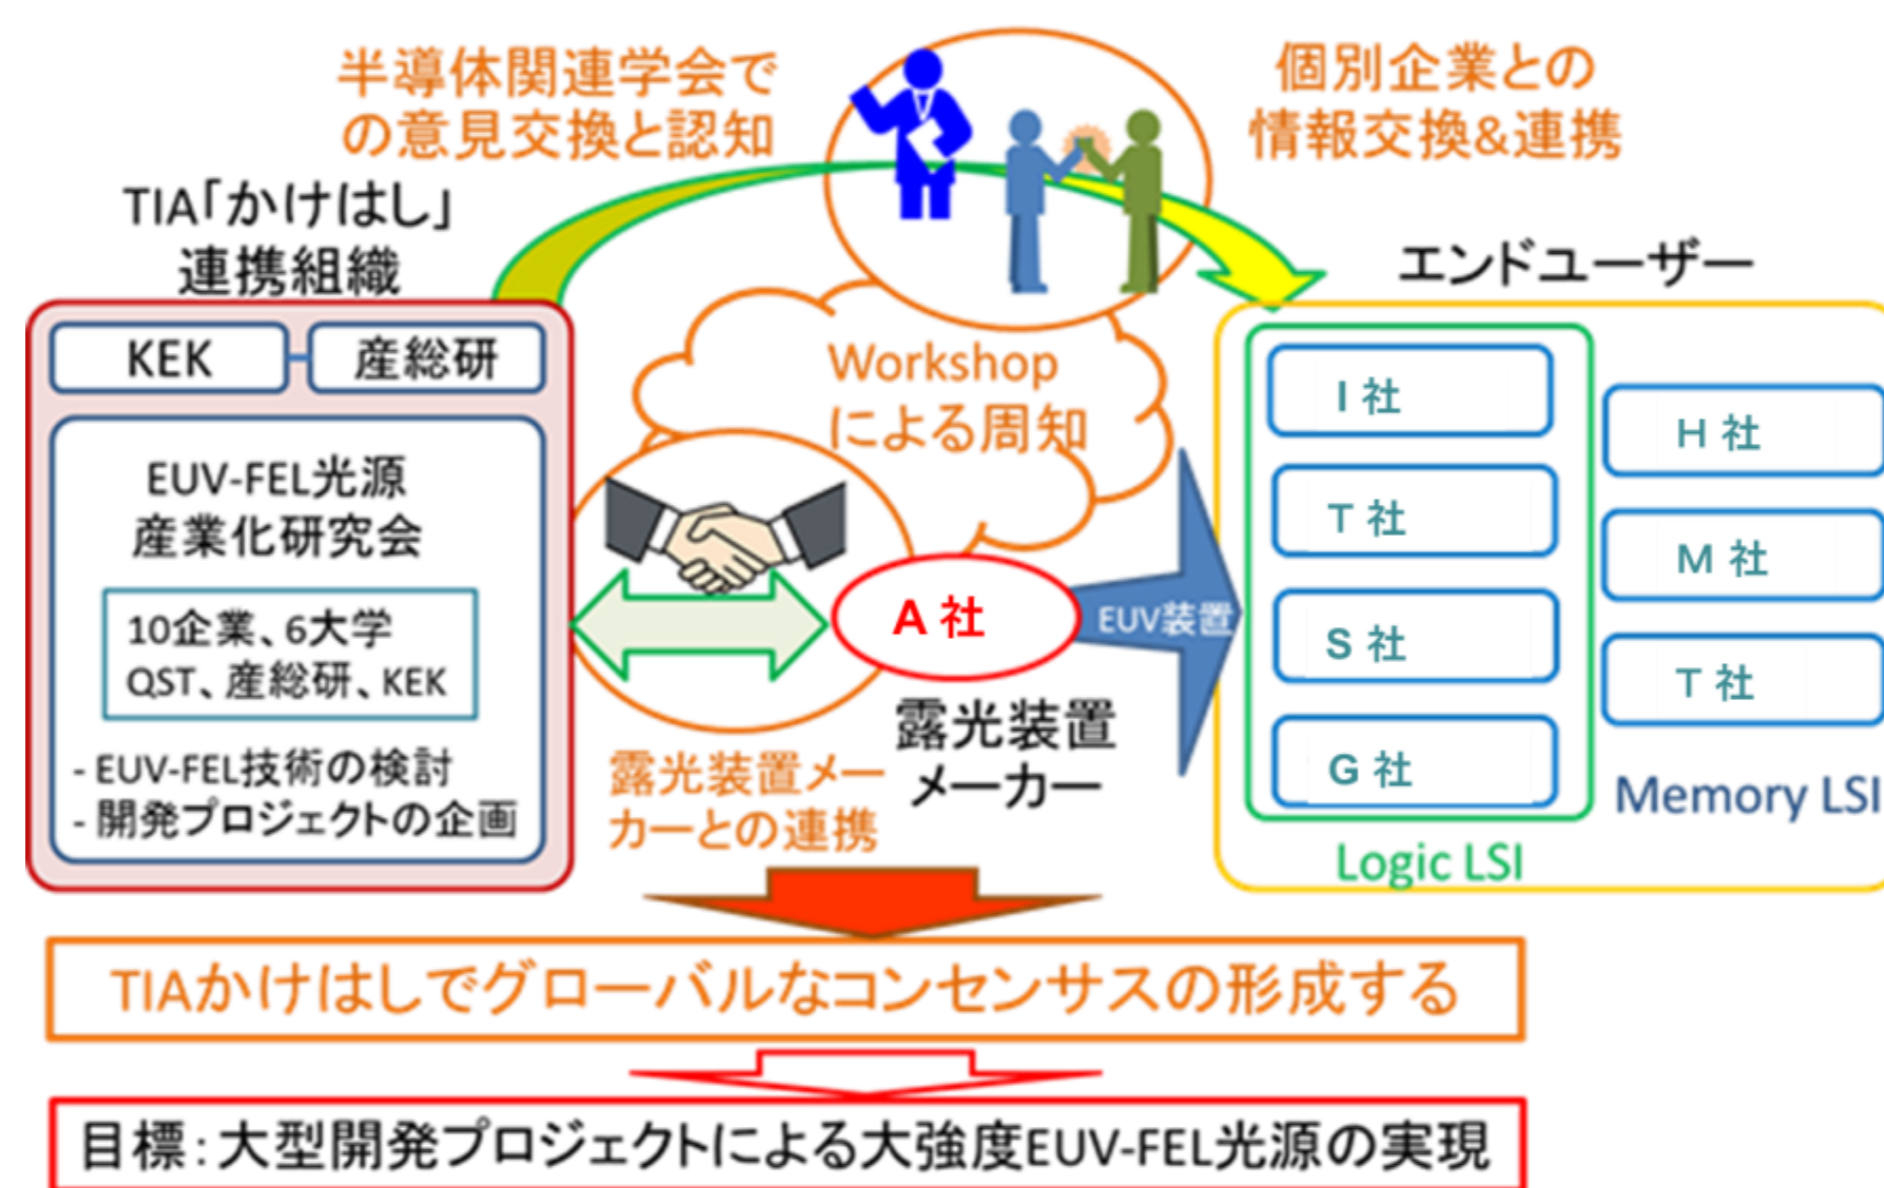 半導体関連学会で
の意見交換と認知
個別企業との
情報交換&連携
TIA「かけはし」
連携組織
エンドユーザー
KEK
産総研
EUV-FEL光源
産業化研究会
10企業、6大学
QST、産総研、KEK
- EUV-FEL技術の検討
- 開発プロジェクトの企画
Workshop
による周知
A 社
EUV装置
露光装置
メーカー
露光装置メー
カーとの連携
I 社
T 社
S 社
G 社
Logic LSI
H 社
M 社
T 社
Memory LSI
TIAかけはしでグローバルなコンセンサスの形成する
目標:大型開発プロジェクトによる大強度EUV-FEL光源の実現